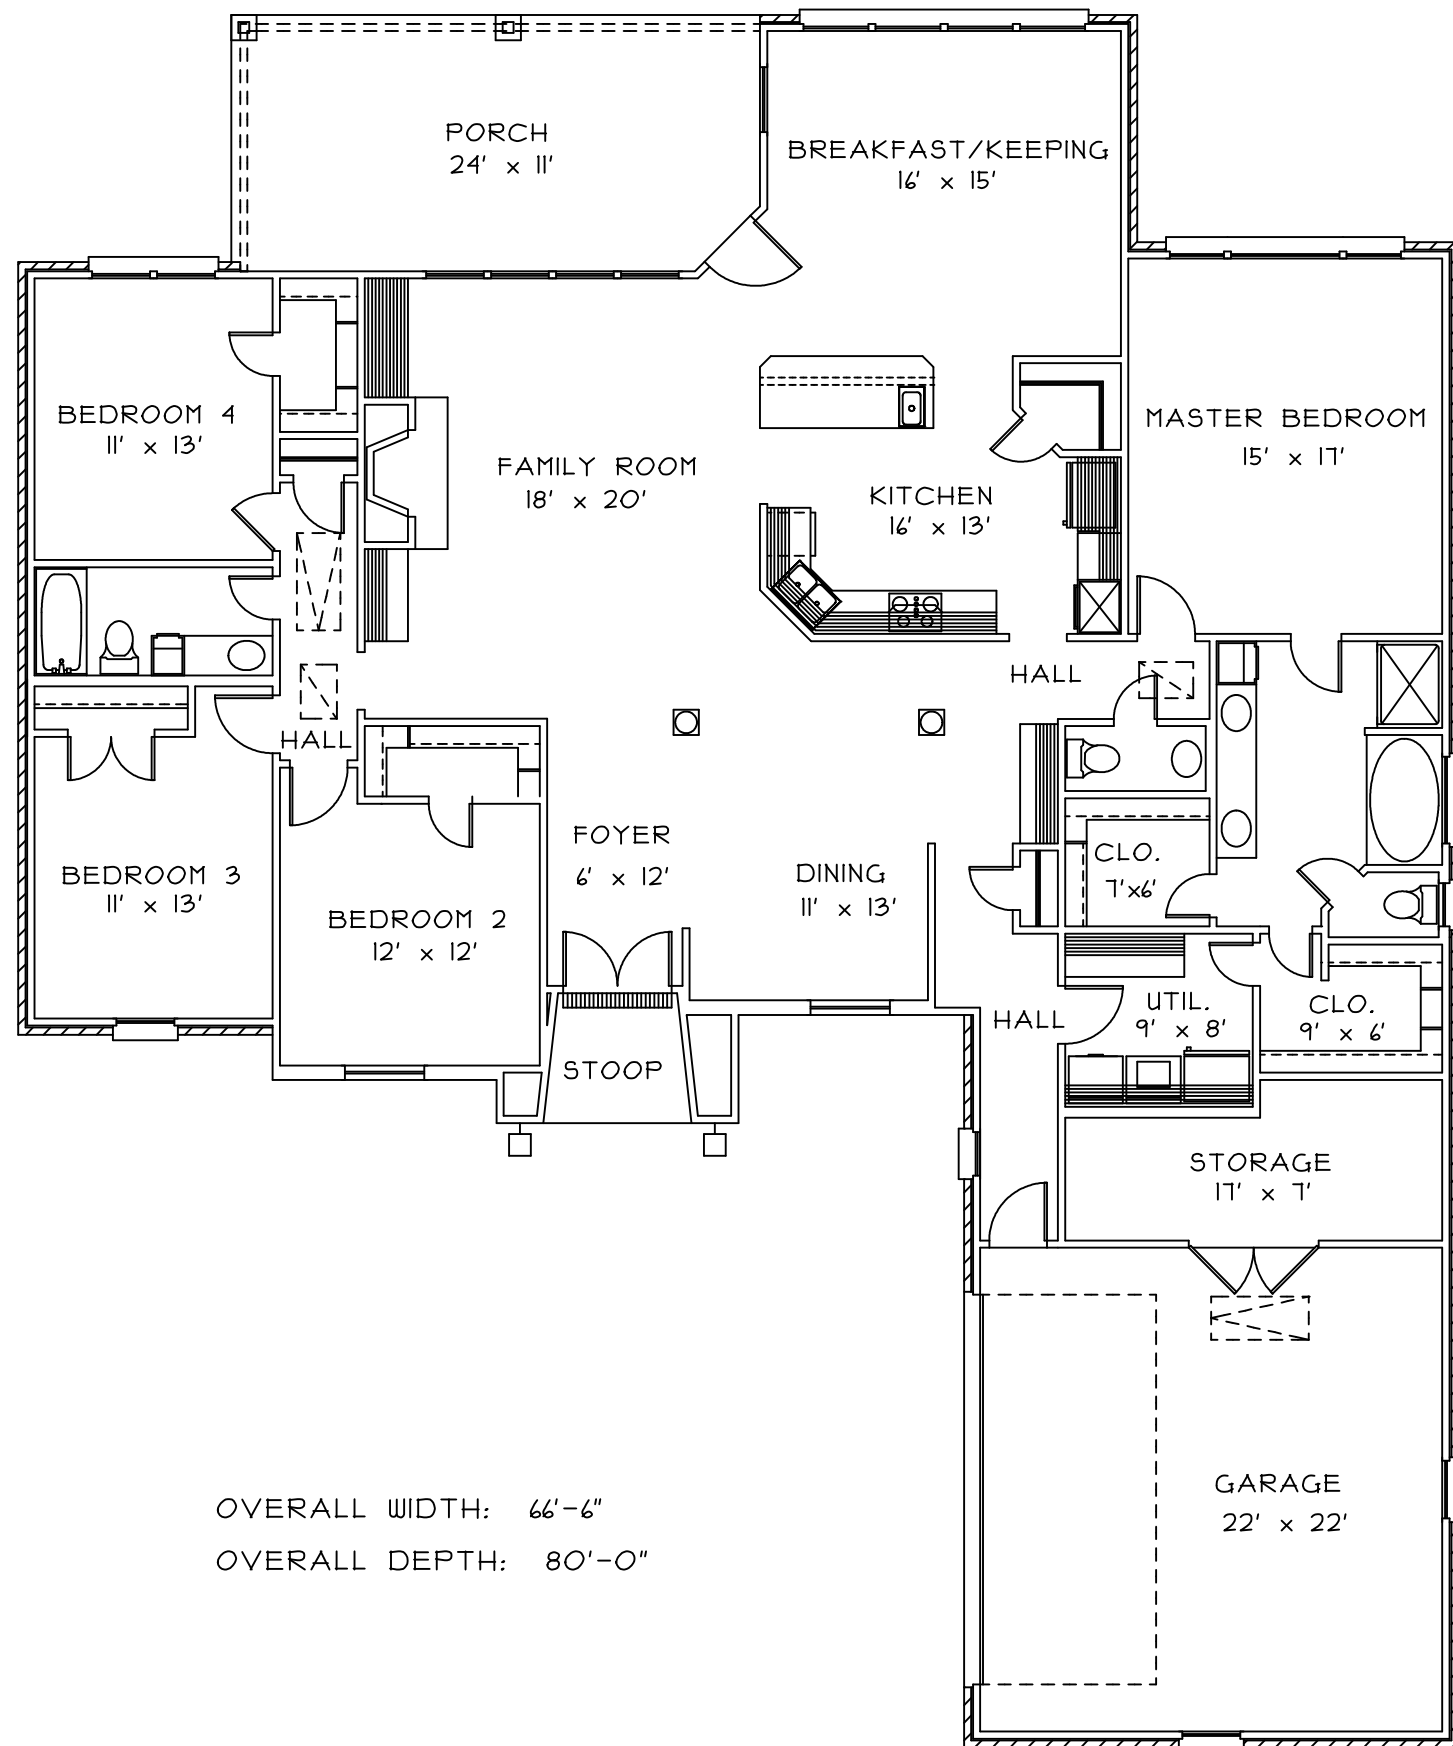 PORCH
24' x 11'
BREAKFAST/KEEPING
16' x 15'
BEDROOM 4
11' x 13'
FAMILY ROOM
18' x 20'
KITCHEN
16' x 13'
MASTER BEDROOM
15' x 17'
HALL
HALL
BEDROOM 3
11' x 13'
BEDROOM 2
12' x 12'
FOYER
6' x 12'
DINING
11' x 13'
CLO.
7'x6'
HALL
UTIL.
9' x 8'
CLO.
9' x 6'
STOOP
STORAGE
17' x 7'
GARAGE
22' x 22'
OVERALL WIDTH: 66'-6"
OVERALL DEPTH: 80'-0"